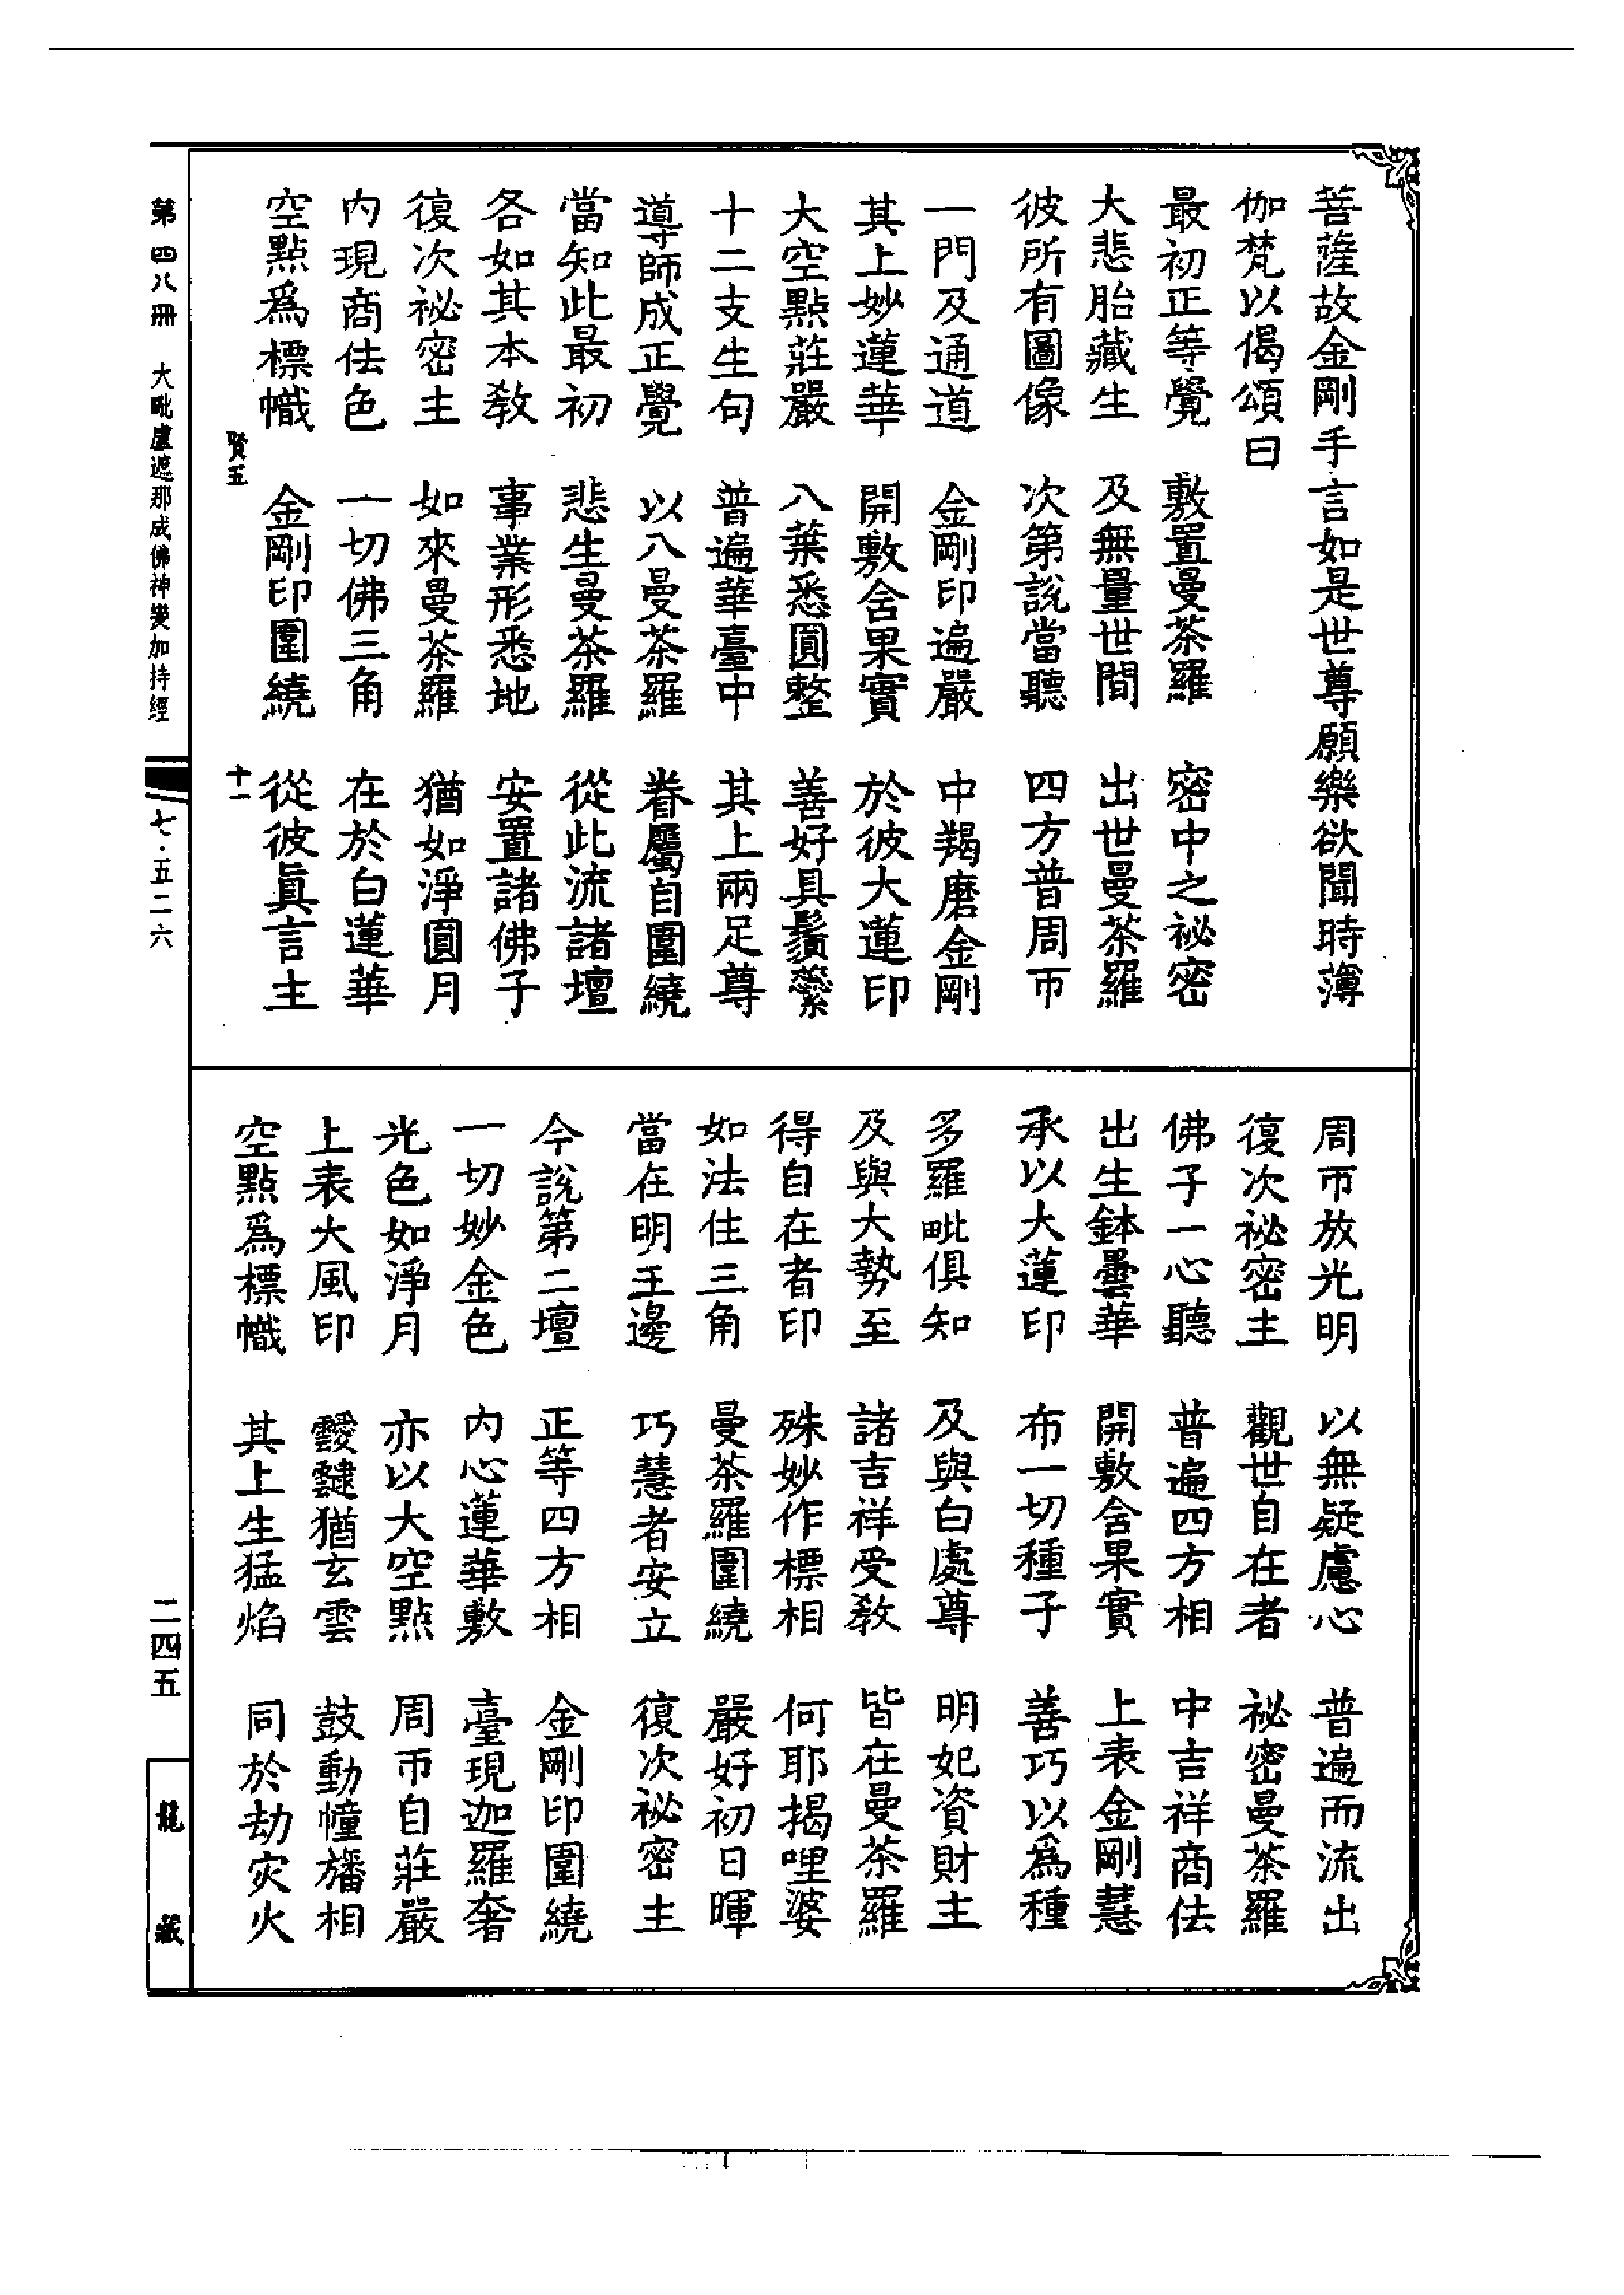 菩薩故金剛手言如是世尊願樂欲聞時薄
伽梵以偈頌曰
最初正等覺 敷置曼茶羅 密中之祕密
大悲胎藏生 及無量世間 出世曼茶羅
彼所有圖像 次第說當聽 四方普周帀
一門及通道 金剛印遍嚴 中羯磨金剛
其上妙蓮華 開敷含果實 於彼大蓮印
大空點莊嚴 八葉悉圓整 善好具鬚蘂
十二支生句 普遍華臺中 其上兩足尊
導師成正覺 以八曼茶羅 眷屬自圍繞
當知此最初 悲生曼茶羅 從此流諸壇
各如其本教 事業形悉地 安置諸佛子
復次祕密主 如來曼茶羅 猶如淨圓月
内現商佉色 一切佛三角 在於白蓮華
空點爲標幟 金剛印圍繞 從彼眞言主
賢五 十一
周帀放光明 以無疑慮心 普遍而流出
復次祕密主 觀世自在者 祕密曼茶羅
佛子一心聽 普遍四方相 中吉祥商佉
出生鉢曇華 開敷含果實 上表金剛慧
承以大蓮印 布一切種子 善巧以爲種
多羅毗俱知 及與白處尊 明妃資財主
及與大勢至 諸吉祥受教 皆在曼茶羅
得自在者印 殊妙作標相 何耶揭哩婆
如法住三角 曼茶羅圍繞 嚴好初日暉
當在明王邊 巧慧者安立 復次祕密主
今說第二壇 正等四方相 金剛印圍繞
一切妙金色 内心蓮華敷 臺現迦羅奢
光色如淨月 亦以大空點 周帀自莊嚴
上表大風印 靉靆猶玄雲 鼓動幢旛相
空點爲標幟 其上生猛焰 同於劫灾火
第四八冊 大毗盧遮那成佛神變加持經
七·五二六
二四五
龍藏